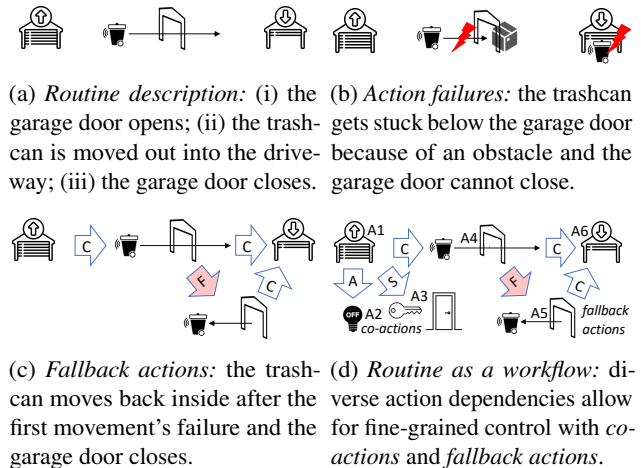 (a) Routine description: (i) the
garage door opens; (ii) the trash-
can is moved out into the drive-
way; (iii) the garage door closes.
(b) Action failures: the trashcan
gets stuck below the garage door
because of an obstacle and the
garage door cannot close.
C
C
F
C
(c) Fallback actions: the trash-
can moves back inside after the
first movement's failure and the
garage door closes.
A1
C
A4
C
A6
A
S
F
C
OFF
A2
A3
co-actions
A5
fallback
actions
(d) Routine as a workflow: di-
verse action dependencies allow
for fine-grained control with co-
actions and fallback actions.